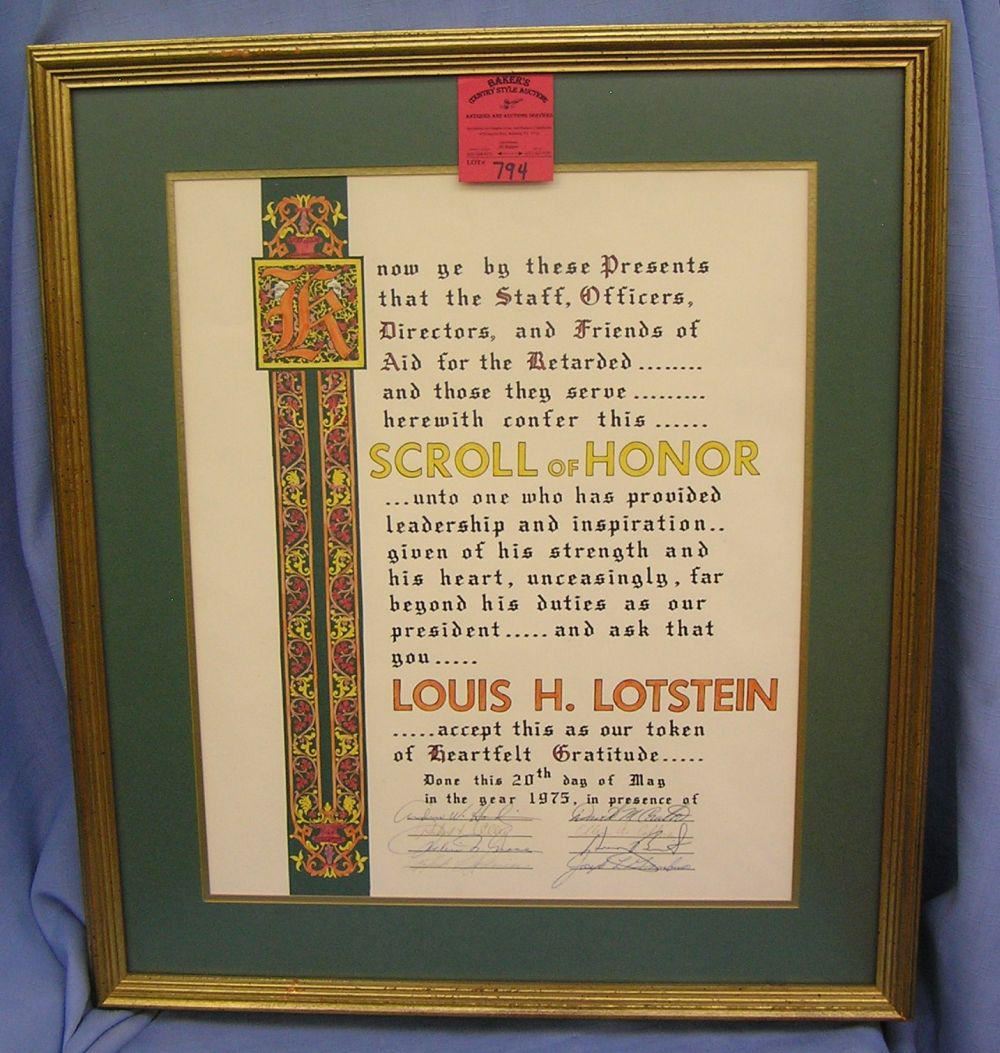 BAKER'S
COUNTRY STYLE AUCTIONS
ANTIQUES AND AUCTIONS SERVICES
LOT# 794
Know ye by these Presents
that the Staff, Officers,
Directors, and Friends of
Aid for the Retarded........
and those they serve.........
herewith confer this......
SCROLL OF HONOR
...unto one who has provided
leadership and inspiration..
given of his strength and
his heart, unceasingly, far
beyond his duties as our
president.....and ask that
you.....
LOUIS H. LOTSTEIN
.....accept this as our token
of Heartfelt Gratitude.....
Done this 20th day of May
in the year 1975, in presence of